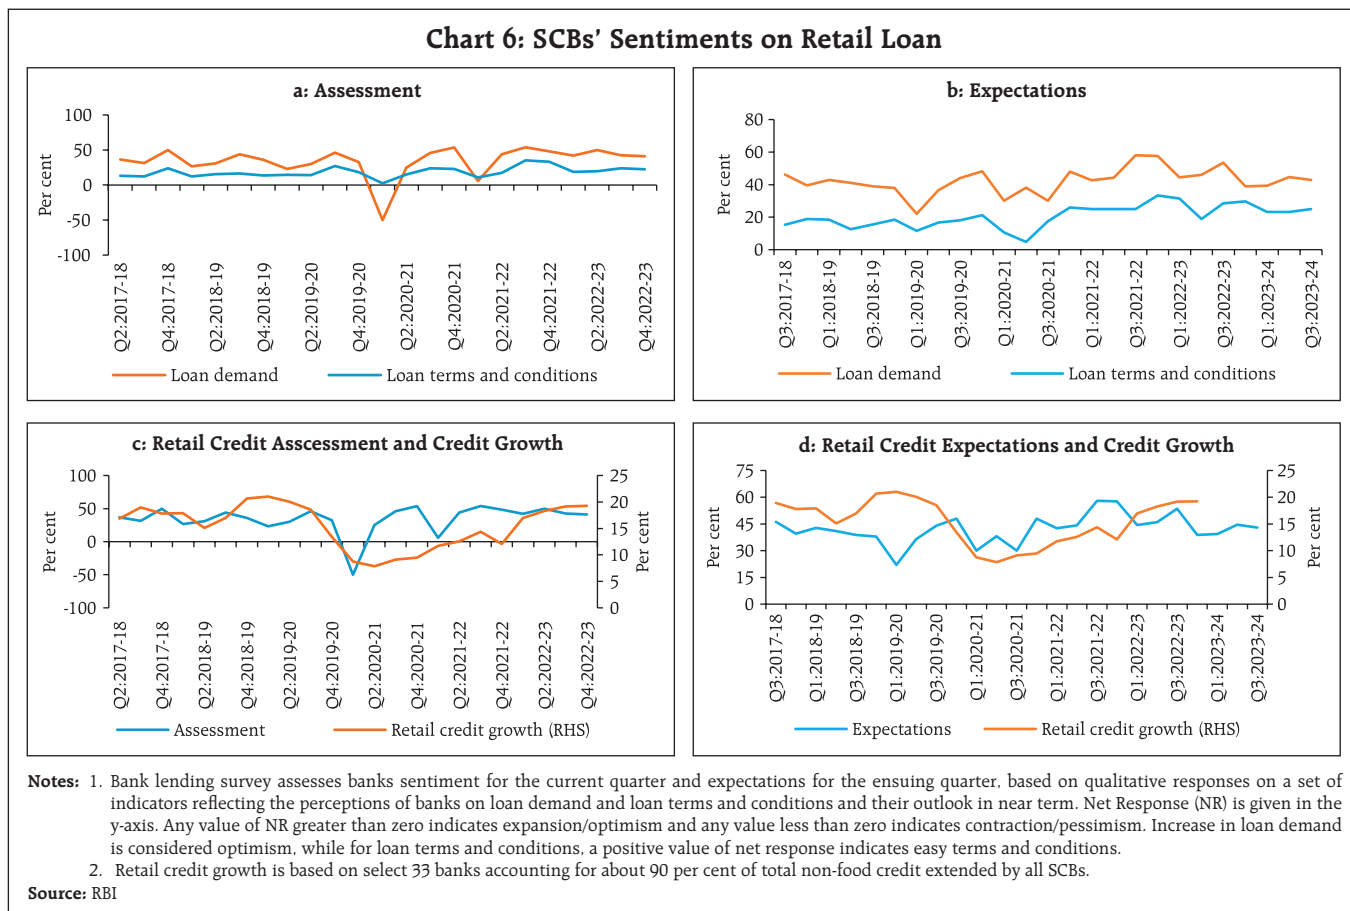 Chart 6: SCBs' Sentiments on Retail Loan
a: Assessment
Per cent
100
50
0
-50
-100
Q2:2017-18
Q4:2017-18
Q2:2018-19
Q4:2018-19
Q2:2019-20
Q4:2019-20
Q2:2020-21
Q4:2020-21
Q2:2021-22
Q4:2021-22
Q2:2022-23
Q4:2022-23
Loan demand
Loan terms and conditions
b: Expectations
Per cent
80
60
40
20
0
Q3:2017-18
Q1:2018-19
Q3:2018-19
Q1:2019-20
Q3:2019-20
Q1:2020-21
Q3:2020-21
Q1:2021-22
Q3:2021-22
Q1:2022-23
Q3:2022-23
Q1:2023-24
Q3:2023-24
Loan demand
Loan terms and conditions
c: Retail Credit Asscessment and Credit Growth
Per cent
100
50
0
-50
-100
25
20
15
10
5
0
Per cent
Q2:2017-18
Q4:2017-18
Q2:2018-19
Q4:2018-19
Q2:2019-20
Q4:2019-20
Q2:2020-21
Q4:2020-21
Q2:2021-22
Q4:2021-22
Q2:2022-23
Q4:2022-23
Assessment
Retail credit growth (RHS)
d: Retail Credit Expectations and Credit Growth
Per cent
75
60
45
30
15
0
25
20
15
10
5
0
Per cent
Q3:2017-18
Q1:2018-19
Q3:2018-19
Q1:2019-20
Q3:2019-20
Q1:2020-21
Q3:2020-21
Q1:2021-22
Q3:2021-22
Q1:2022-23
Q3:2022-23
Q1:2023-24
Q3:2023-24
Expectations
Retail credit growth (RHS)
Notes: 1. Bank lending survey assesses banks sentiment for the current quarter and expectations for the ensuing quarter, based on qualitative responses on a set of
indicators reflecting the perceptions of banks on loan demand and loan terms and conditions and their outlook in near term. Net Response (NR) is given in the
y-axis. Any value of NR greater than zero indicates expansion/optimism and any value less than zero indicates contraction/pessimism. Increase in loan demand
is considered optimism, while for loan terms and conditions, a positive value of net response indicates easy terms and conditions.
2. Retail credit growth is based on select 33 banks accounting for about 90 per cent of total non-food credit extended by all SCBs.
Source: RBI